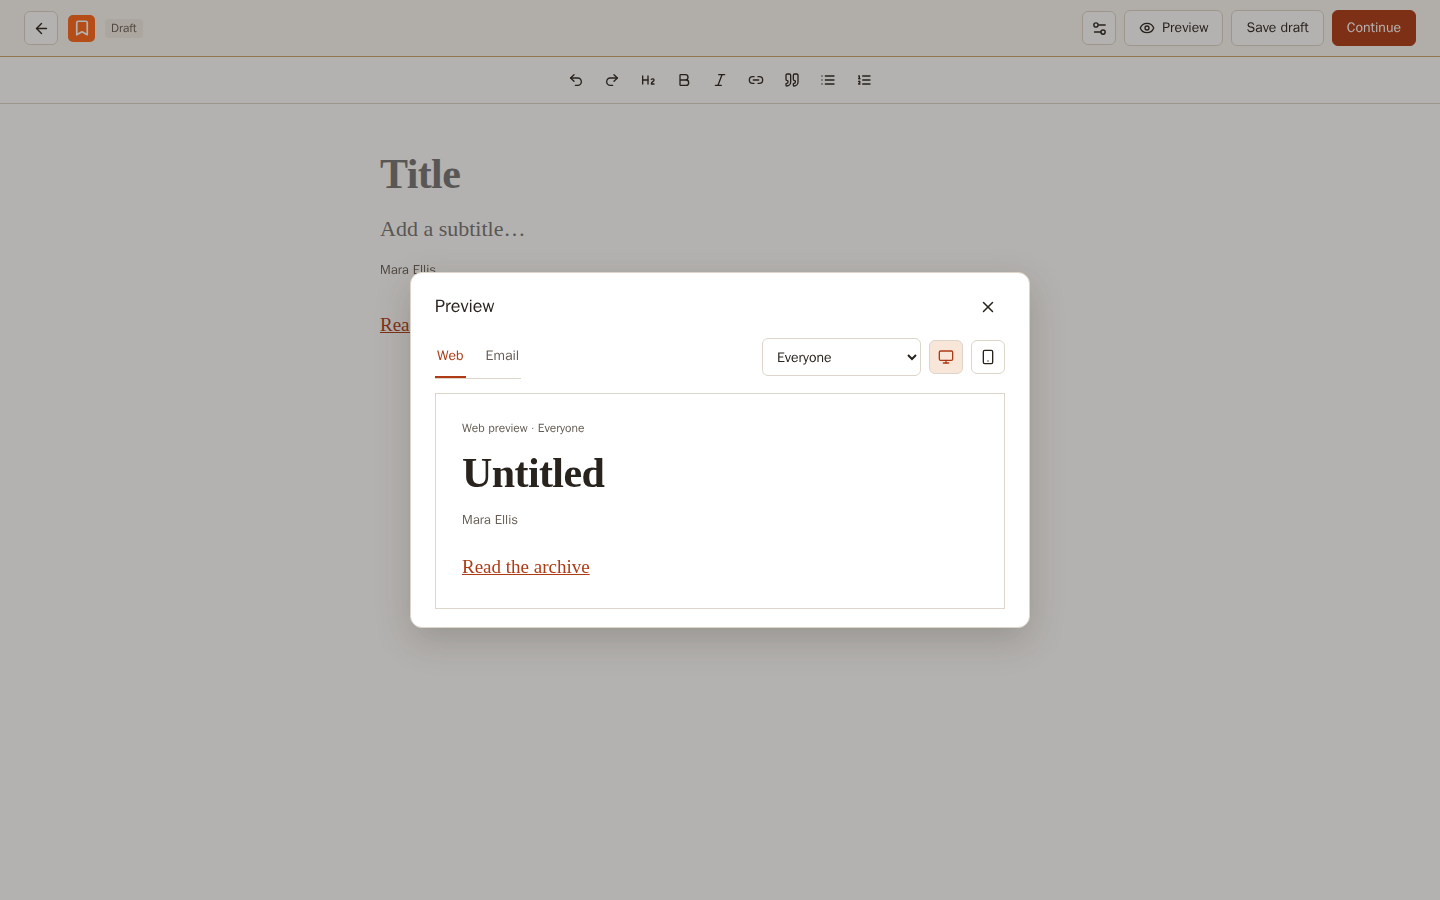 Draft
Preview
Save draft
Continue
H2
Title
Add a subtitle…
Mara Ellis
Rea
Preview
Web
Email
Everyone
Web preview · Everyone
Untitled
Mara Ellis
Read the archive